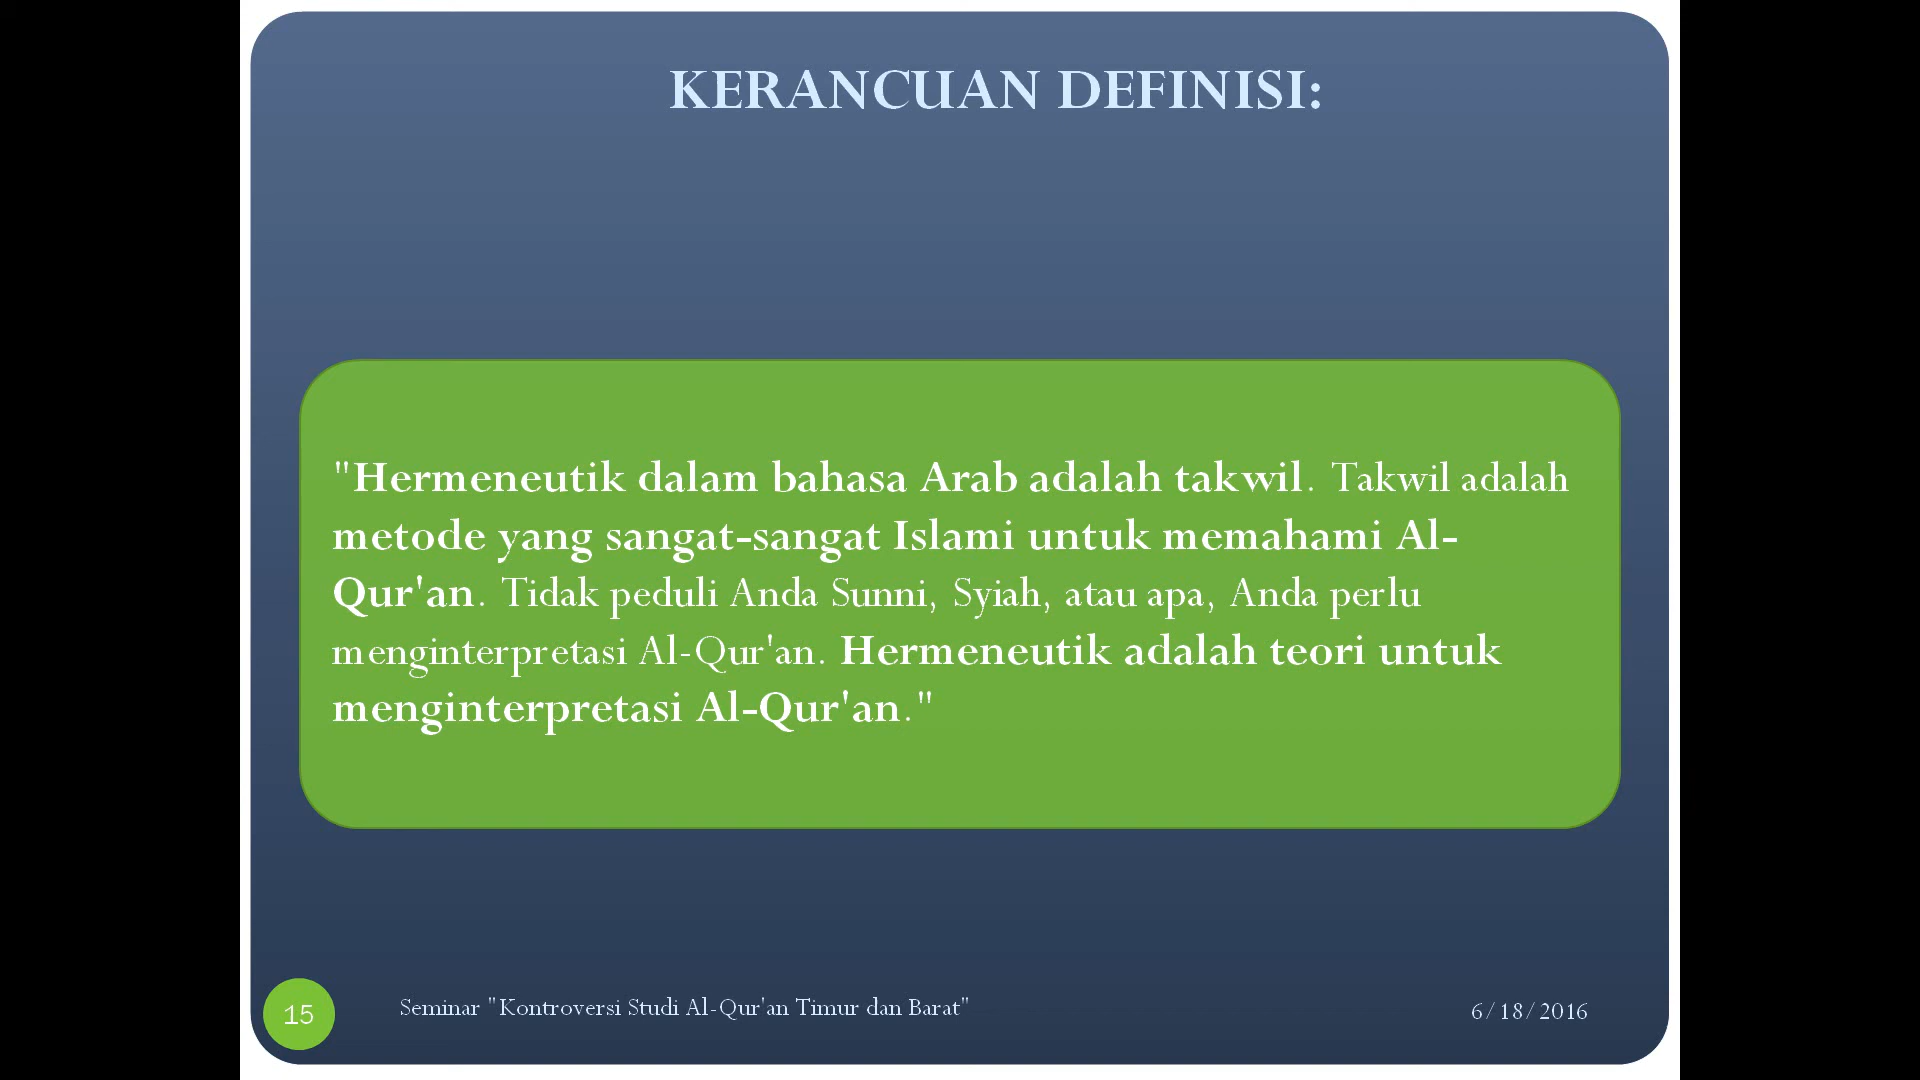 KERANCUAN DEFINISI:
"Hermeneutik dalam bahasa Arab adalah takwil. Takwil adalah
metode yang sangat-sangat Islami untuk memahami Al-
Qur'an. Tidak peduli Anda Sunni, Syiah, atau apa, Anda perlu
menginterpretasi Al-Qur'an. Hermeneutik adalah teori untuk
menginterpretasi Al-Qur'an."
15
Seminar "Kontroversi Studi Al-Qur'an Timur dan Barat"
6/18/2016